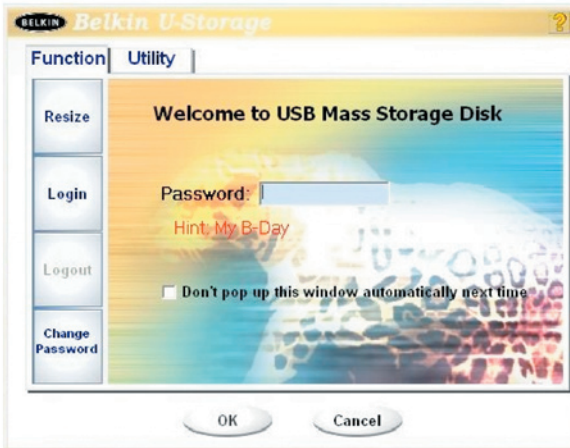 BELKIN Belkin U-Storage ?
Function Utility
Resize
Welcome to USB Mass Storage Disk
Login
Password:
Hint: My B-Day
Logout
Don't pop up this window automatically next time
Change
Password
OK Cancel